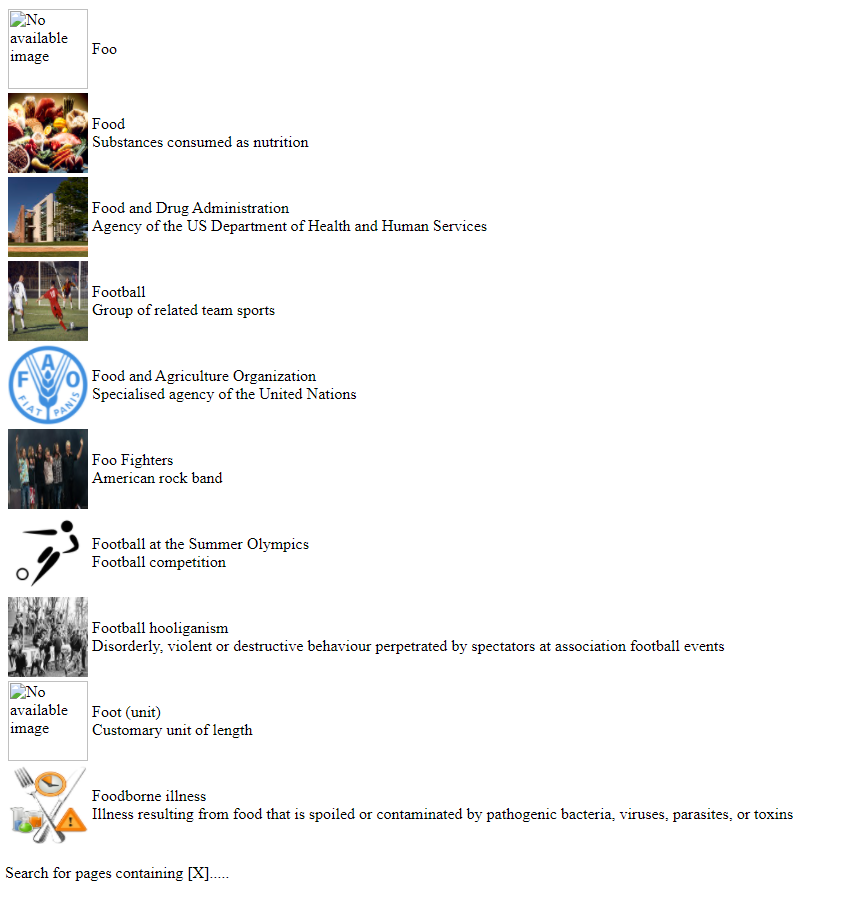 No
available
image
Foo
Food
Substances consumed as nutrition
Food and Drug Administration
Agency of the US Department of Health and Human Services
Football
Group of related team sports
F A O
FIAT PANIS
Food and Agriculture Organization
Specialised agency of the United Nations
Foo Fighters
American rock band
Football at the Summer Olympics
Football competition
Football hooliganism
Disorderly, violent or destructive behaviour perpetrated by spectators at association football events
No
available
image
Foot (unit)
Customary unit of length
Foodborne illness
Illness resulting from food that is spoiled or contaminated by pathogenic bacteria, viruses, parasites, or toxins
Search for pages containing [X].....